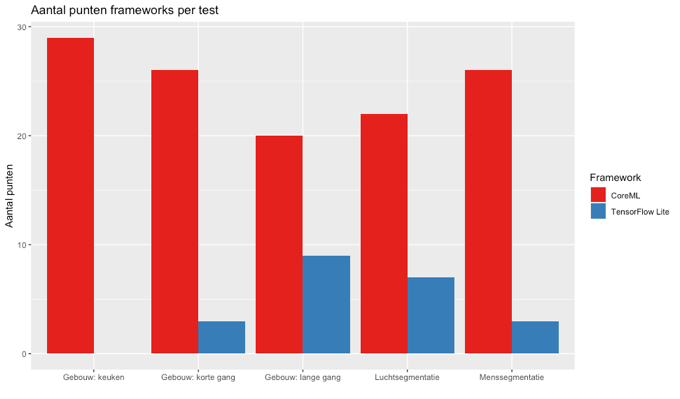 Aantal punten frameworks per test
Aantal punten
30
20
10
0
Gebouw: keuken
Gebouw: korte gang
Gebouw: lange gang
Luchtsegmentatie
Menssegmentatie
Framework
CoreML
TensorFlow Lite